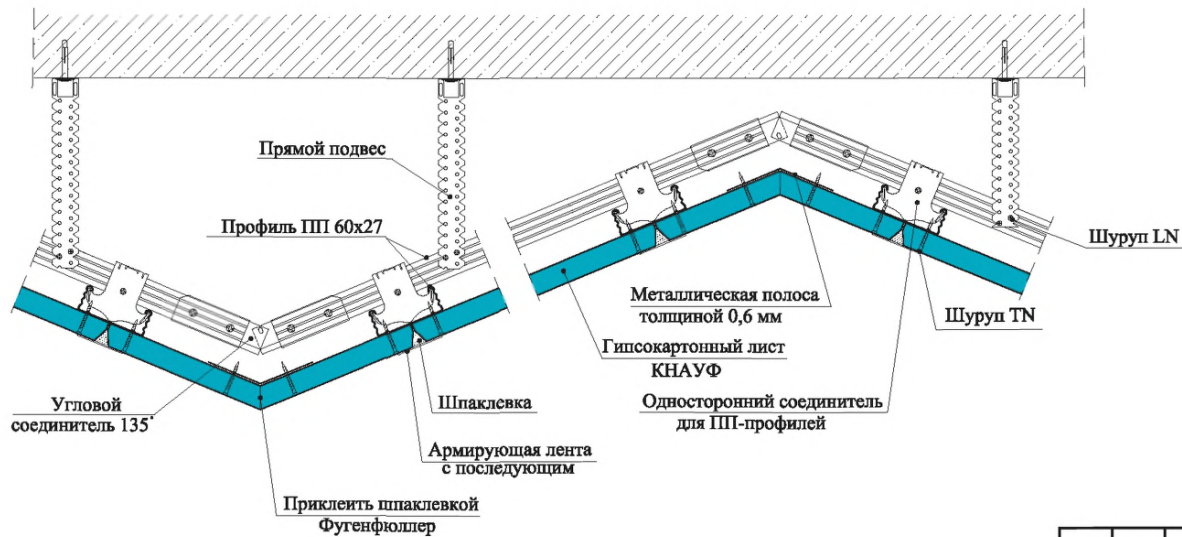 Прямой подвес
Профиль ПП 60х27
Шуруп LN
Металлическая полоса
толщиной 0,6 мм
Шуруп TN
Гипсокартонный лист
КНАУФ
Угловой
соединитель 135°
Шпаклевка
Односторонний соединитель
для ПП-профилей
Армирующая лента
с последующим
Приклеить шпаклевкой
Фугенфюллер